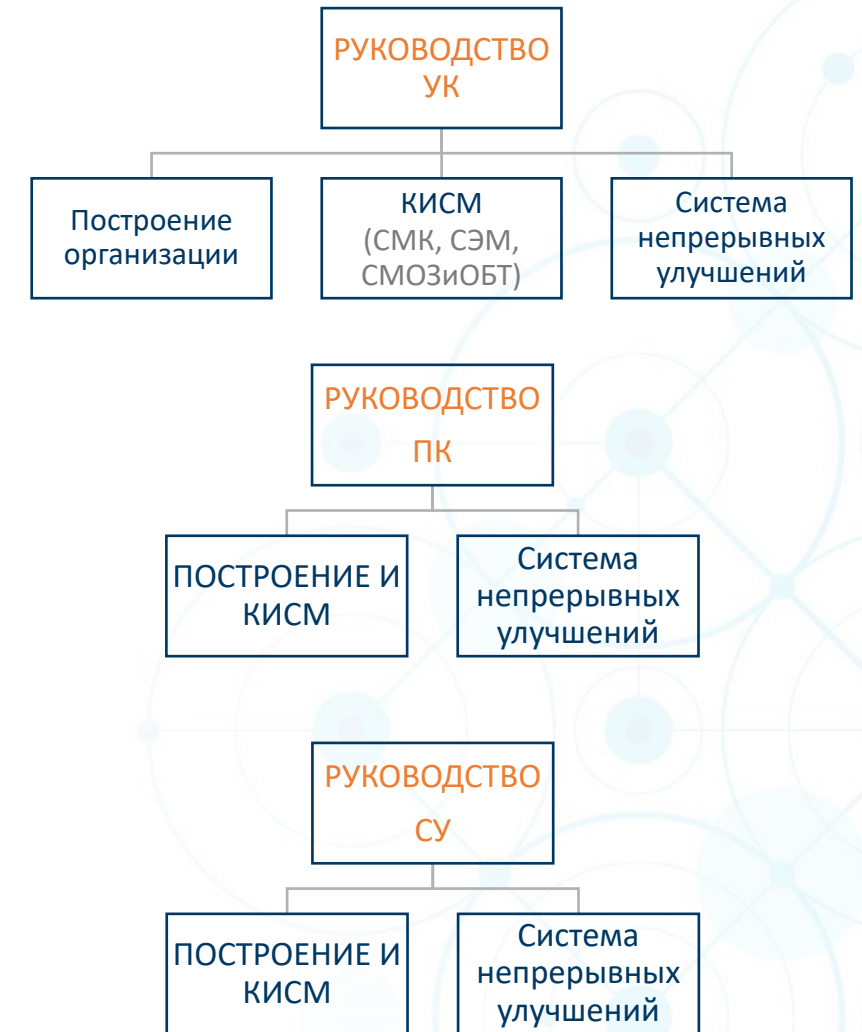 РУКОВОДСТВО
УК
Построение
организации
КИСМ
(СМК, СЭМ,
СМОЗиОБТ)
Система
непрерывных
улучшений
РУКОВОДСТВО
ПК
ПОСТРОЕНИЕ И
КИСМ
Система
непрерывных
улучшений
РУКОВОДСТВО
СУ
ПОСТРОЕНИЕ И
КИСМ
Система
непрерывных
улучшений